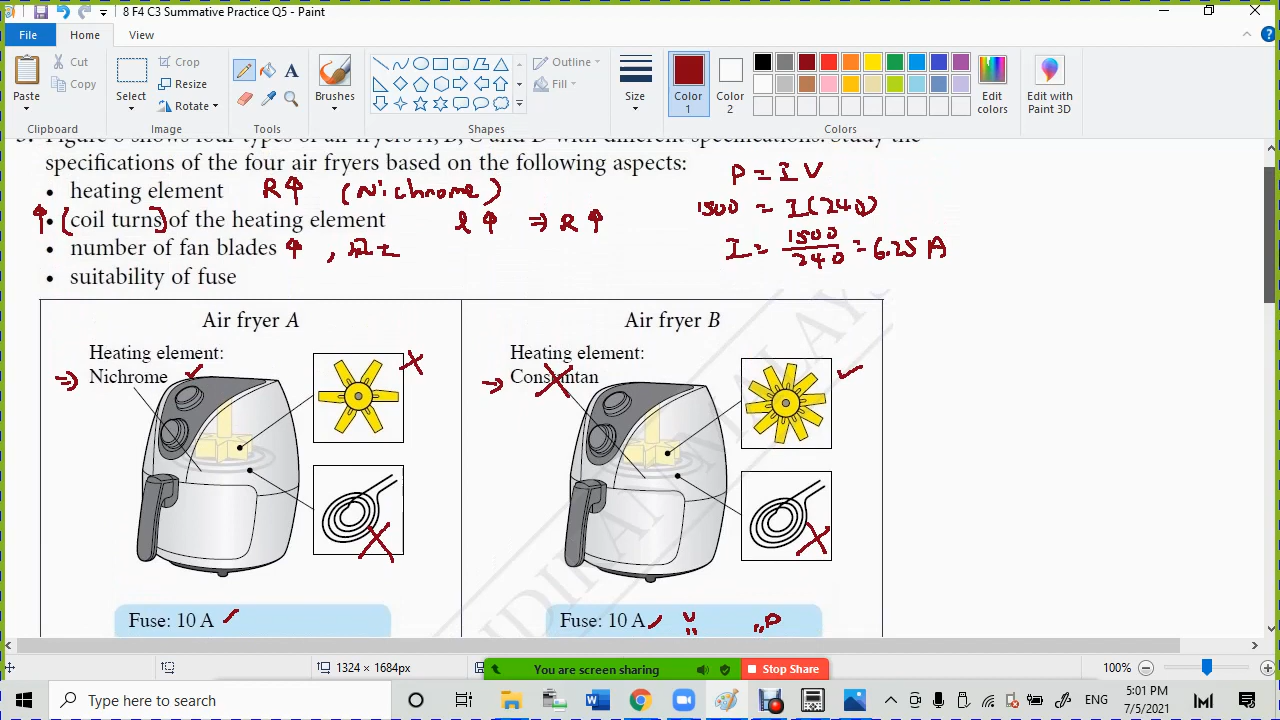 8 F4 C3 Summative Practice Q5 - Paint
File Home View
Cut
Copy
Paste
Clipboard
Select
Crop
Resize
Rotate
Image
Tools
Brushes
Outline
Fill
Shapes
Size
Color 1
Color 2
Edit colors
Edit with Paint 3D
Colors
specifications of the four air fryers based on the following aspects:
• heating element R↑ (Nichrome)
↑ • [coil turns] of the heating element l↑ ⇒ R↑
• number of fan blades ↑ ,
• suitability of fuse
P = I V
1500 = I(240)
I = 1500/240 = 6.25 A
Air fryer A
Heating element:
⇒ Nichrome ✓
Fuse: 10 A ✓
Air fryer B
Heating element:
⇒ Constantan
Fuse: 10 A ✓ V P
1324 × 1684px
100%
You are screen sharing
Stop Share
Type here to search
ENG
5:01 PM
7/5/2021